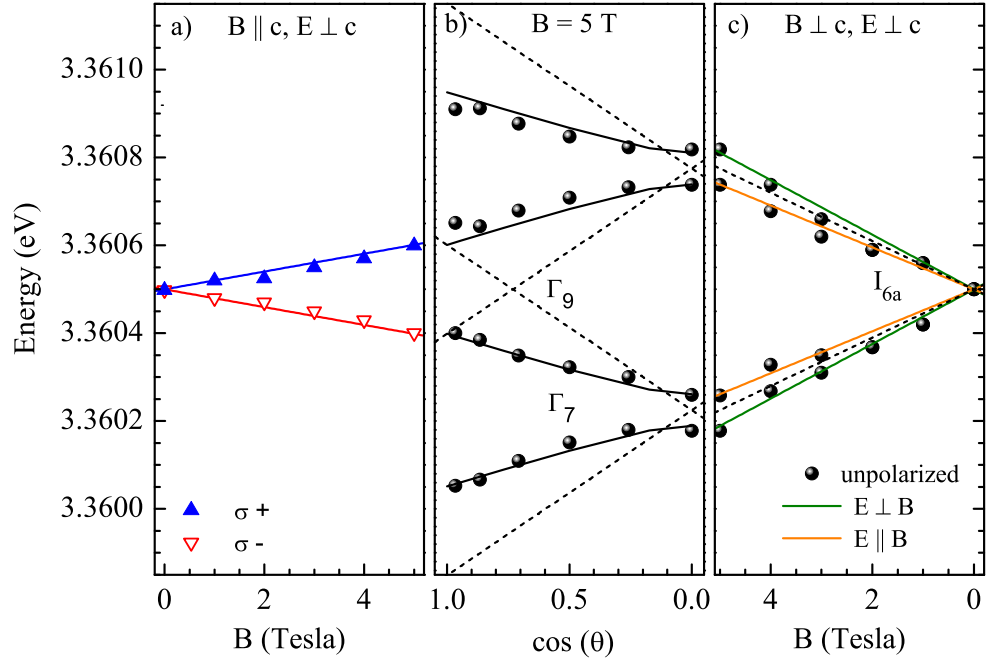 a) B ∥ c, E ⊥ c
b) B = 5 T
c) B ⊥ c, E ⊥ c
3.3610
3.3608
3.3606
3.3604
3.3602
3.3600
Energy (eV)
Γ9
Γ7
I6a
σ +
σ -
unpolarized
E ⊥ B
E ∥ B
0 2 4
1.0 0.5 0.0
4 2 0
B (Tesla)
cos (θ)
B (Tesla)